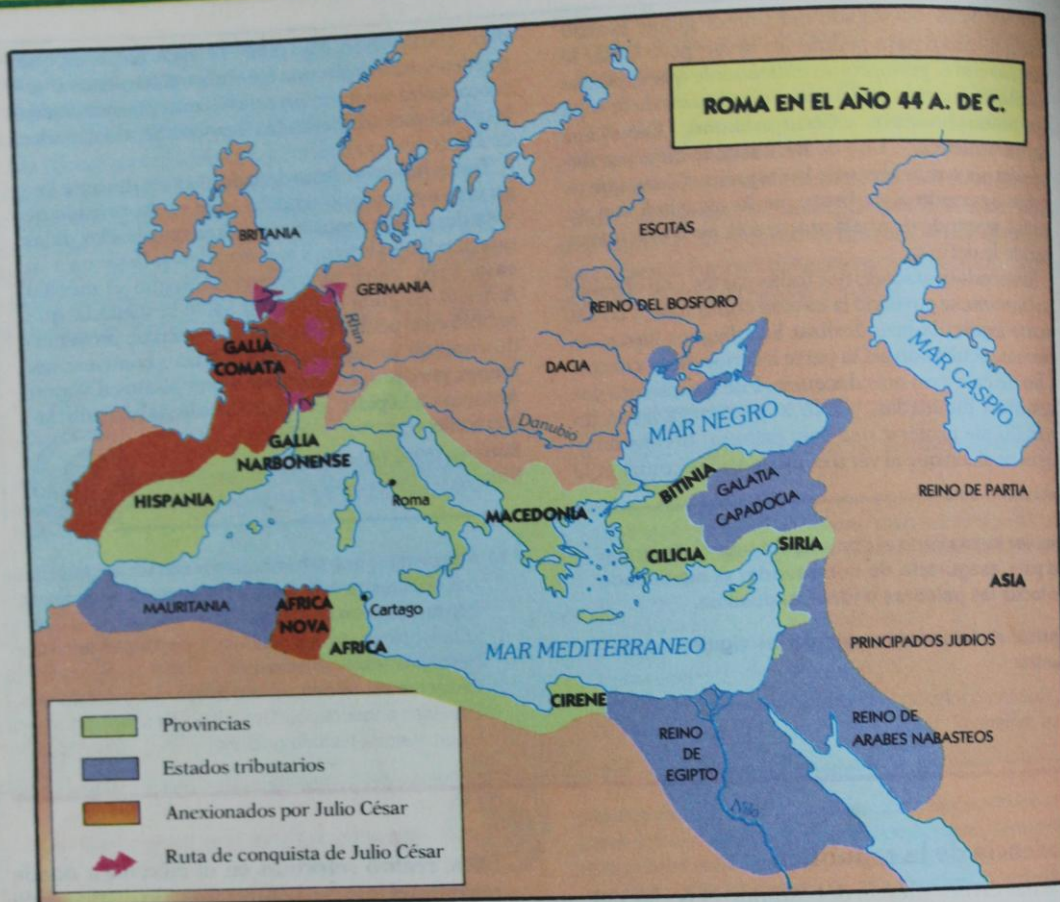 ROMA EN EL AÑO 44 A. DE C.
BRITANIA
ESCITAS
GERMANIA
REINO DEL BOSFORO
Rhin
GALIA
COMATA
DACIA
MAR CASPIO
MAR NEGRO
Danubio
GALIA
NARBONENSE
HISPANIA
Roma
MACEDONIA
BITINIA
GALATIA
CAPADOCIA
REINO DE PARTIA
CILICIA
SIRIA
ASIA
MAURITANIA
AFRICA
NOVA
Cartago
AFRICA
MAR MEDITERRANEO
PRINCIPADOS JUDIOS
CIRENE
REINO
DE
EGIPTO
REINO DE
ARABES NABASTEOS
Nilo
Provincias
Estados tributarios
Anexionados por Julio César
Ruta de conquista de Julio César